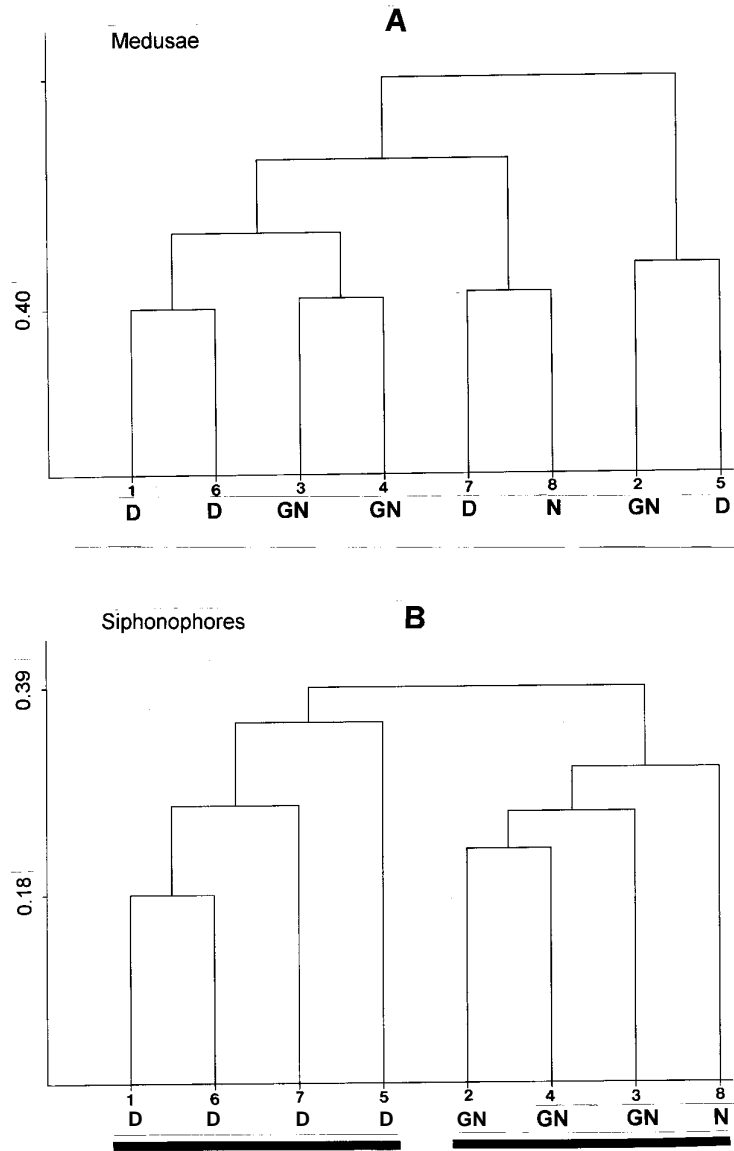 A
Medusae
0.40
1 6 3 4 7 8 2 5
D D GN GN D N GN D
Siphonophores B
0.39
0.18
1 6 7 5 2 4 3 8
D D D D GN GN GN N